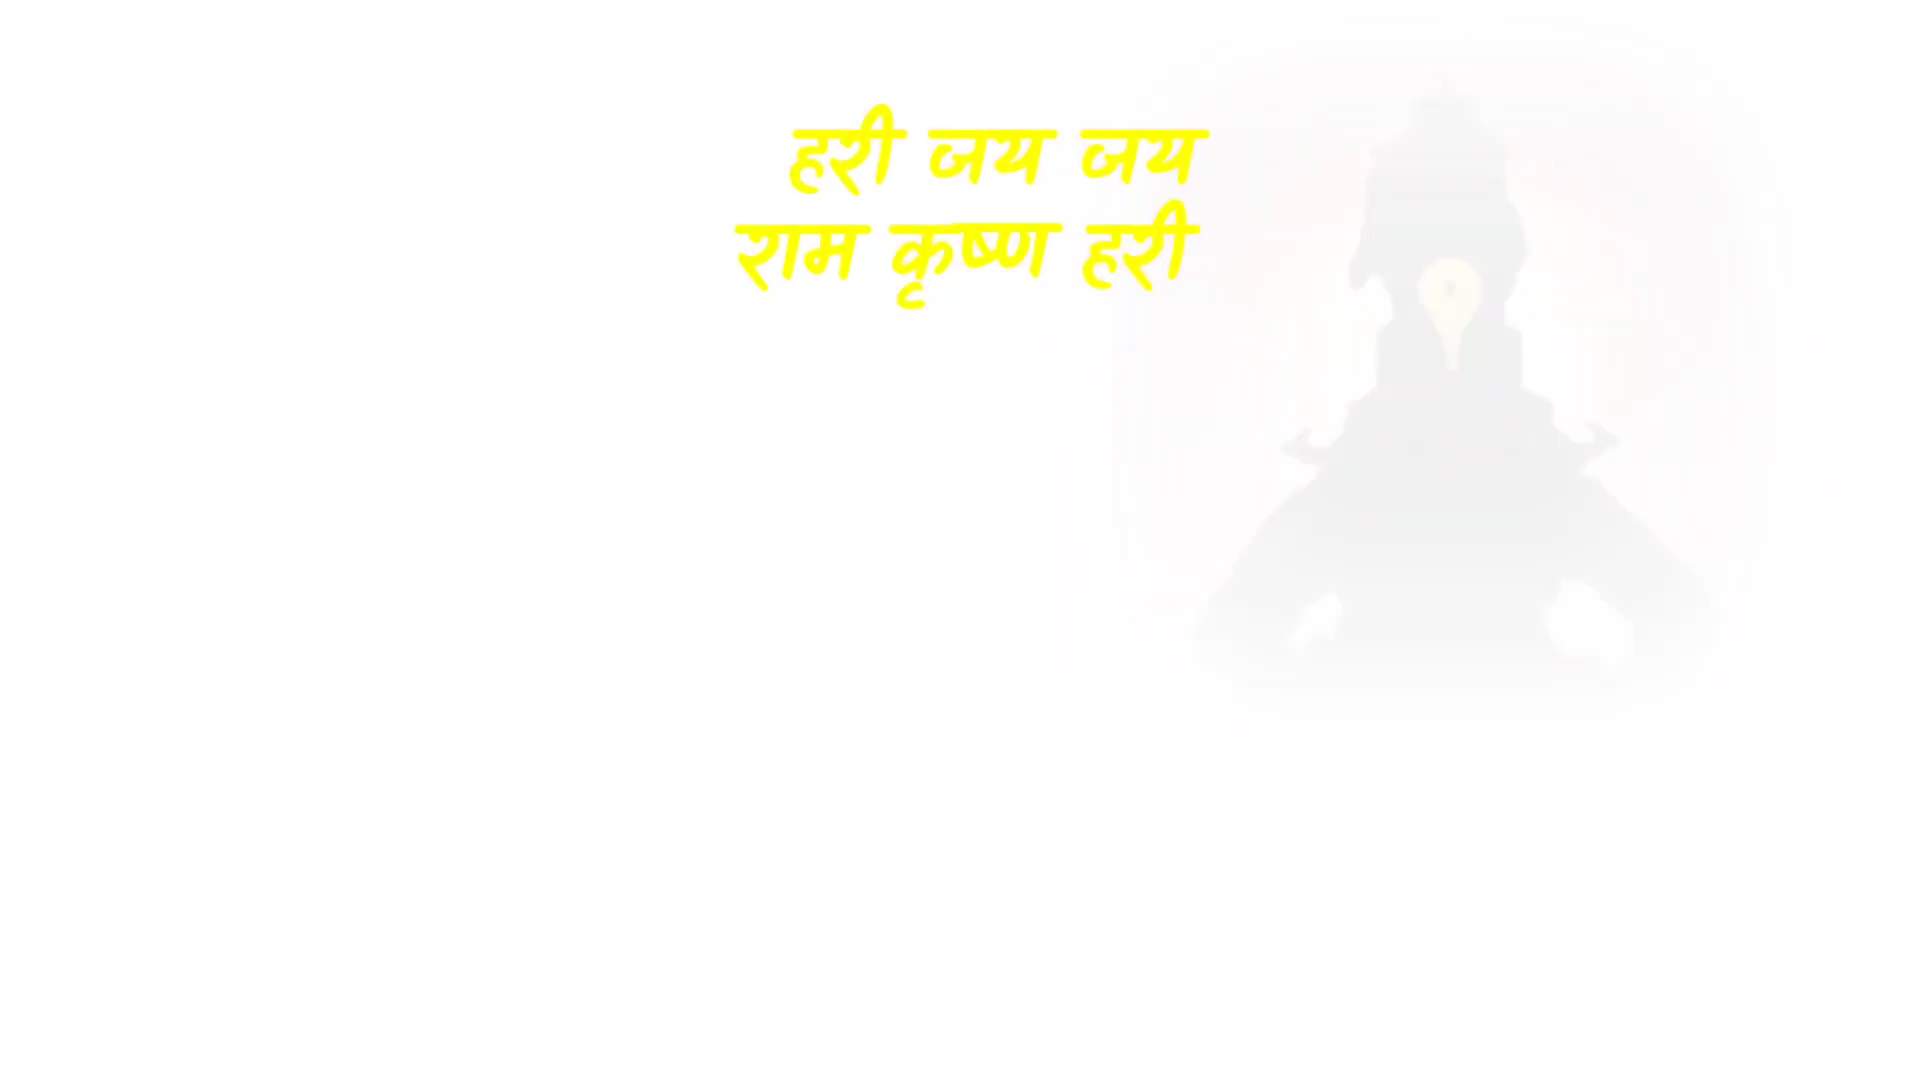 हरी जय जय
राम कृष्ण हरी